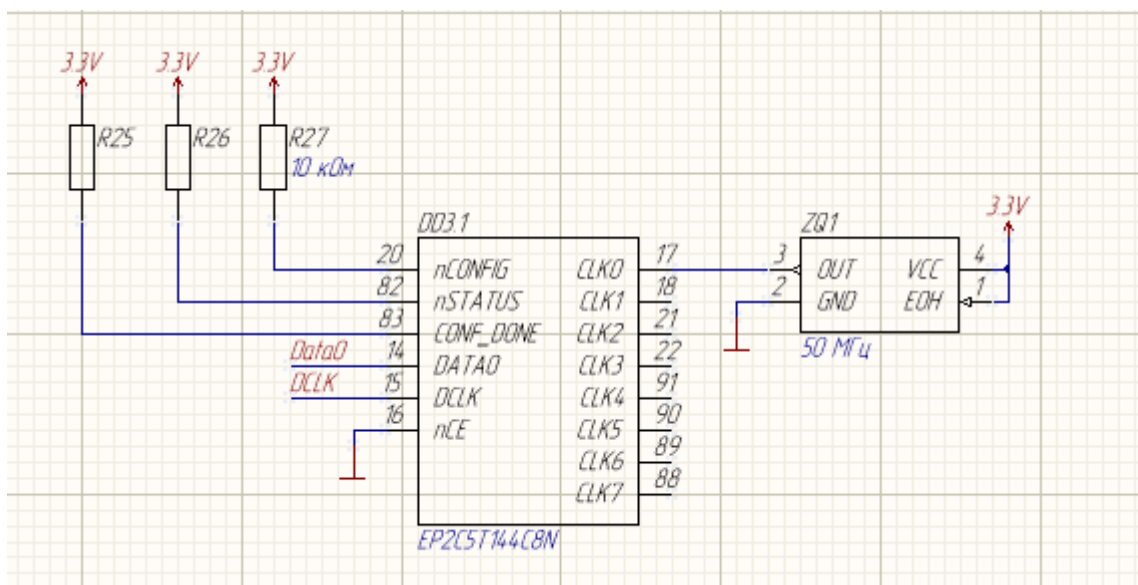 3.3V 3.3V 3.3V
R25 R26 R27
10 кОм
DD3.1
20 nCONFIG CLK0 17
82 nSTATUS CLK1 18
83 CONF_DONE CLK2 21
Data0 14 DATA0 CLK3 22
DCLK 15 DCLK CLK4 91
16 nCE CLK5 90
CLK6 89
CLK7 88
EP2C5T144C8N
3.3V
ZQ1
3 OUT VCC 4
2 GND EOH 1
50 МГц